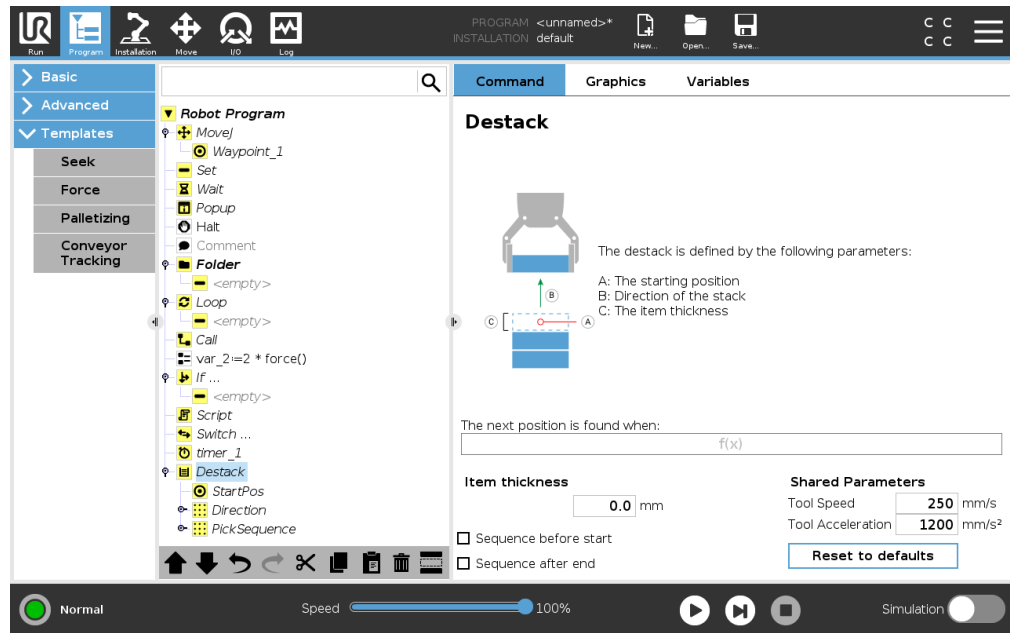 UR
PROGRAM <unnamed>*
INSTALLATION default
Run
Program
Installation
Move
I/O
Log
New...
Open...
Save...
C C
C C
Basic
Advanced
Templates
Seek
Force
Palletizing
Conveyor
Tracking
Robot Program
MoveJ
Waypoint_1
Set
Wait
Popup
Halt
Comment
Folder
<empty>
Loop
<empty>
Call
var_2:=2 * force()
If ...
<empty>
Script
Switch ...
timer_1
Destack
StartPos
Direction
PickSequence
Command
Graphics
Variables
Destack
The destack is defined by the following parameters:
A: The starting position
B: Direction of the stack
C: The item thickness
B
C
A
The next position is found when:
f(x)
Item thickness
0.0 mm
Sequence before start
Sequence after end
Shared Parameters
Tool Speed 250 mm/s
Tool Acceleration 1200 mm/s²
Reset to defaults
Normal
Speed
100%
Simulation